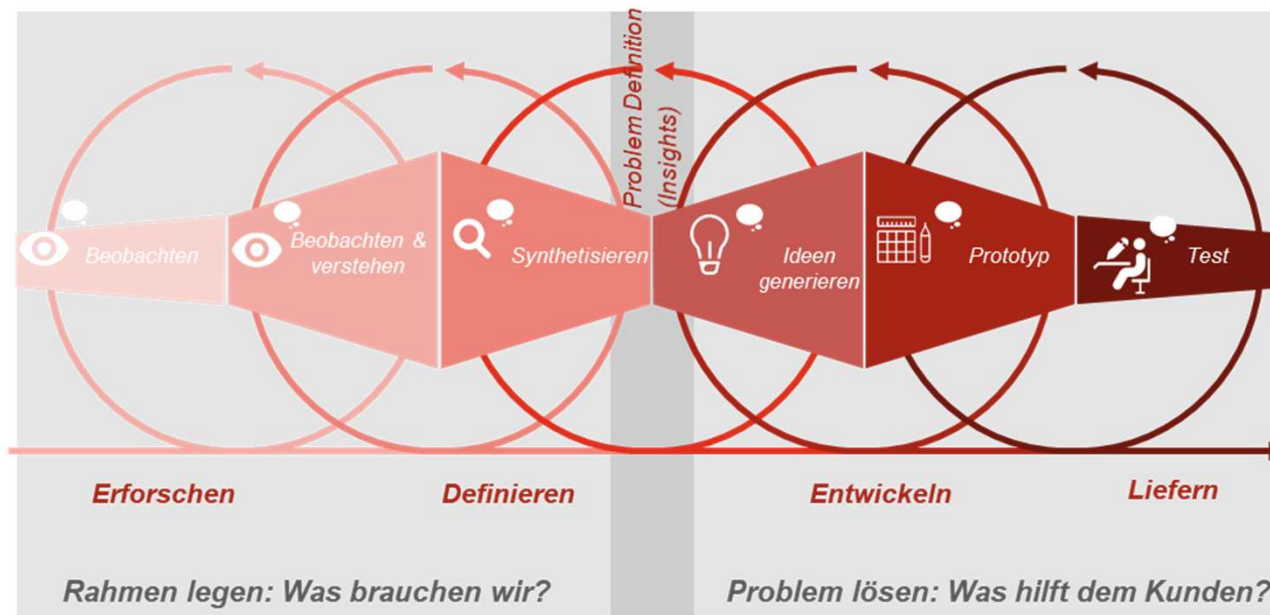 Problem Definition
(Insights)
Beobachten
Beobachten &
verstehen
Synthetisieren
Ideen
generieren
Prototyp
Test
Erforschen
Definieren
Entwickeln
Liefern
Rahmen legen: Was brauchen wir?
Problem lösen: Was hilft dem Kunden?